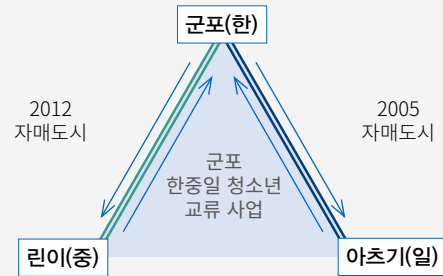 군포(한)
2012
자매도시
2005
자매도시
군포
한중일 청소년
교류 사업
린이(중)
아츠기(일)